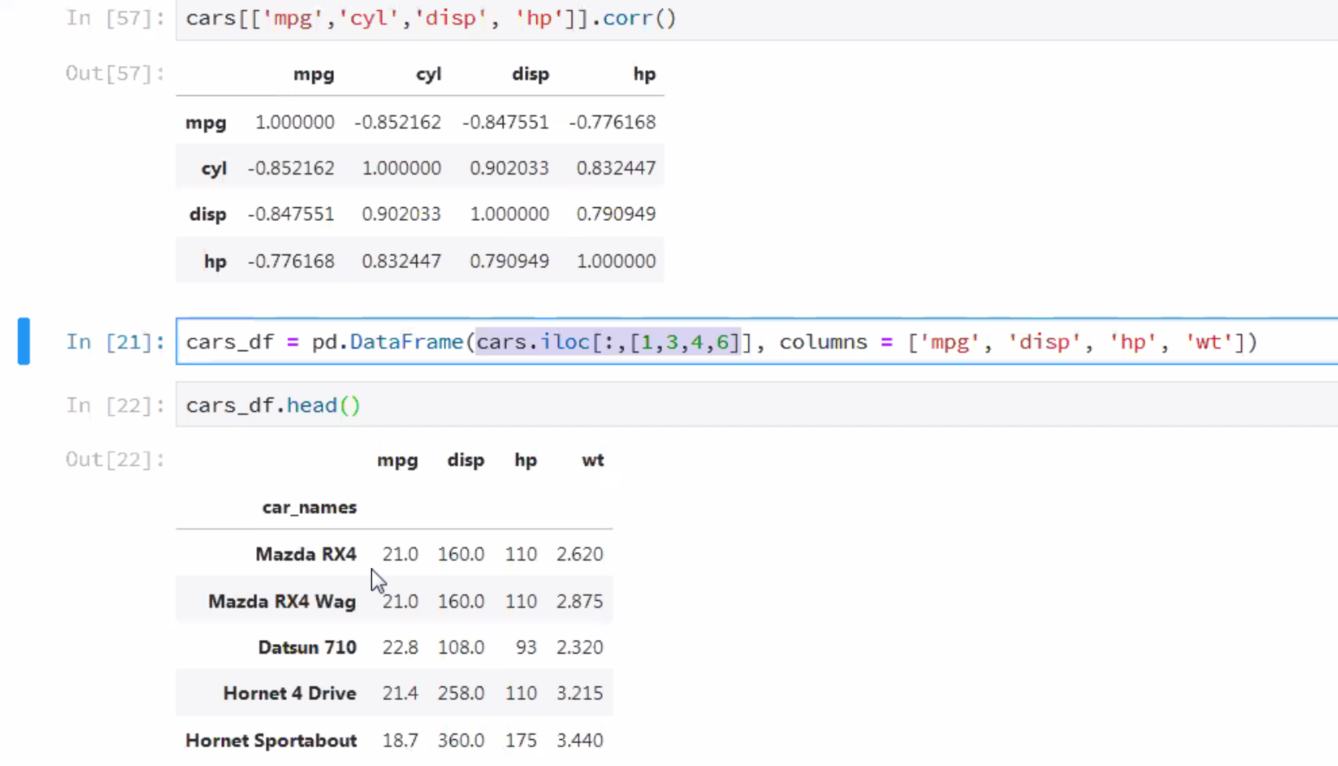 In [57]: cars[['mpg','cyl','disp', 'hp']].corr()
Out[57]:
mpg cyl disp hp
mpg 1.000000 -0.852162 -0.847551 -0.776168
cyl -0.852162 1.000000 0.902033 0.832447
disp -0.847551 0.902033 1.000000 0.790949
hp -0.776168 0.832447 0.790949 1.000000
In [21]: cars_df = pd.DataFrame(cars.iloc[:,[1,3,4,6]], columns = ['mpg', 'disp', 'hp', 'wt'])
In [22]: cars_df.head()
Out[22]:
mpg disp hp wt
car_names
Mazda RX4 21.0 160.0 110 2.620
Mazda RX4 Wag 21.0 160.0 110 2.875
Datsun 710 22.8 108.0 93 2.320
Hornet 4 Drive 21.4 258.0 110 3.215
Hornet Sportabout 18.7 360.0 175 3.440